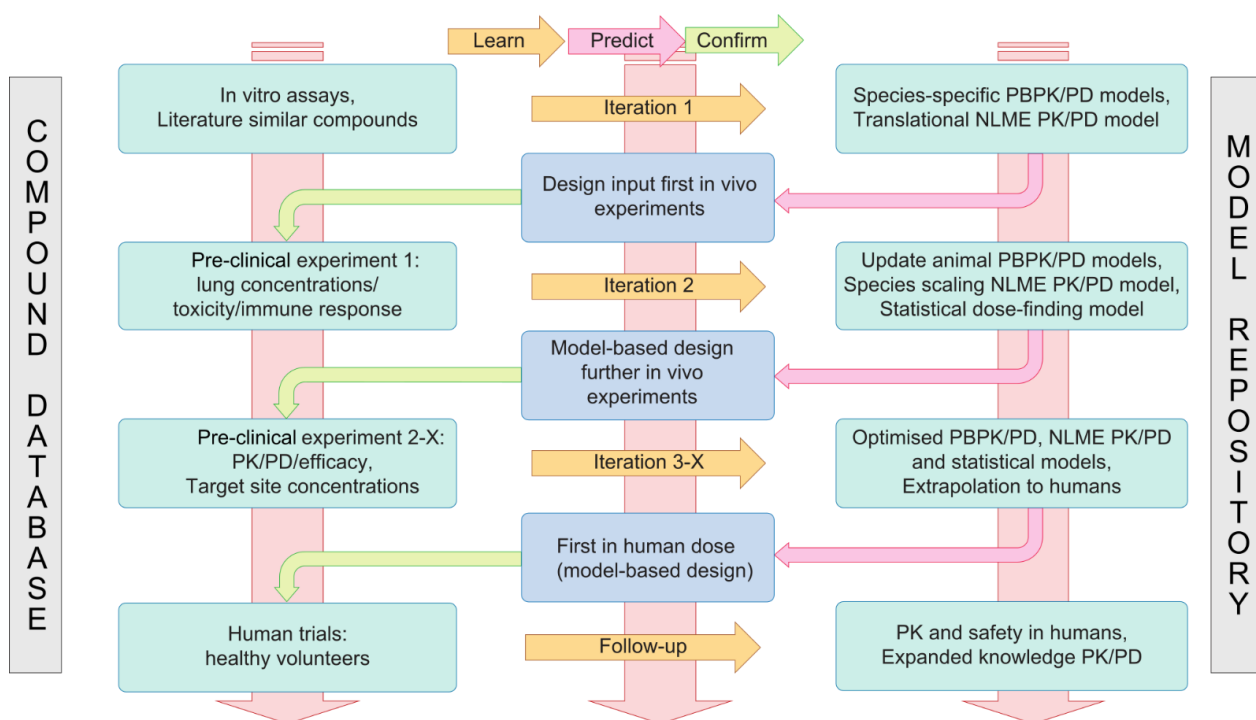 Learn
Predict
Confirm
COMPOUND DATABASE
In vitro assays,
Literature similar compounds
Iteration 1
Species-specific PBPK/PD models,
Translational NLME PK/PD model
MODEL REPOSITORY
Design input first in vivo
experiments
Pre-clinical experiment 1:
lung concentrations/
toxicity/immune response
Iteration 2
Update animal PBPK/PD models,
Species scaling NLME PK/PD model,
Statistical dose-finding model
Model-based design
further in vivo
experiments
Pre-clinical experiment 2-X:
PK/PD/efficacy,
Target site concentrations
Iteration 3-X
Optimised PBPK/PD, NLME PK/PD
and statistical models,
Extrapolation to humans
First in human dose
(model-based design)
Human trials:
healthy volunteers
Follow-up
PK and safety in humans,
Expanded knowledge PK/PD